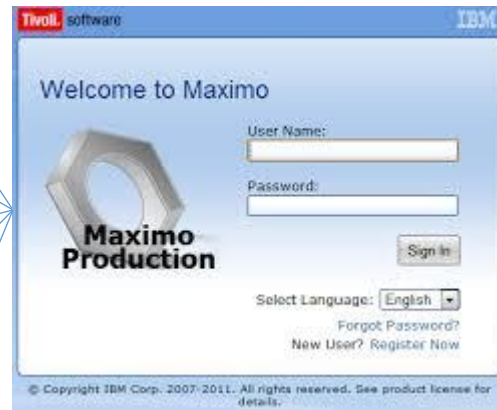 Tivoli. software IBM
Welcome to Maximo
User Name:
Password:
Maximo
Production
Sign In
Select Language: English
Forgot Password?
New User? Register Now
© Copyright IBM Corp. 2007-2011. All rights reserved. See product license for
details.